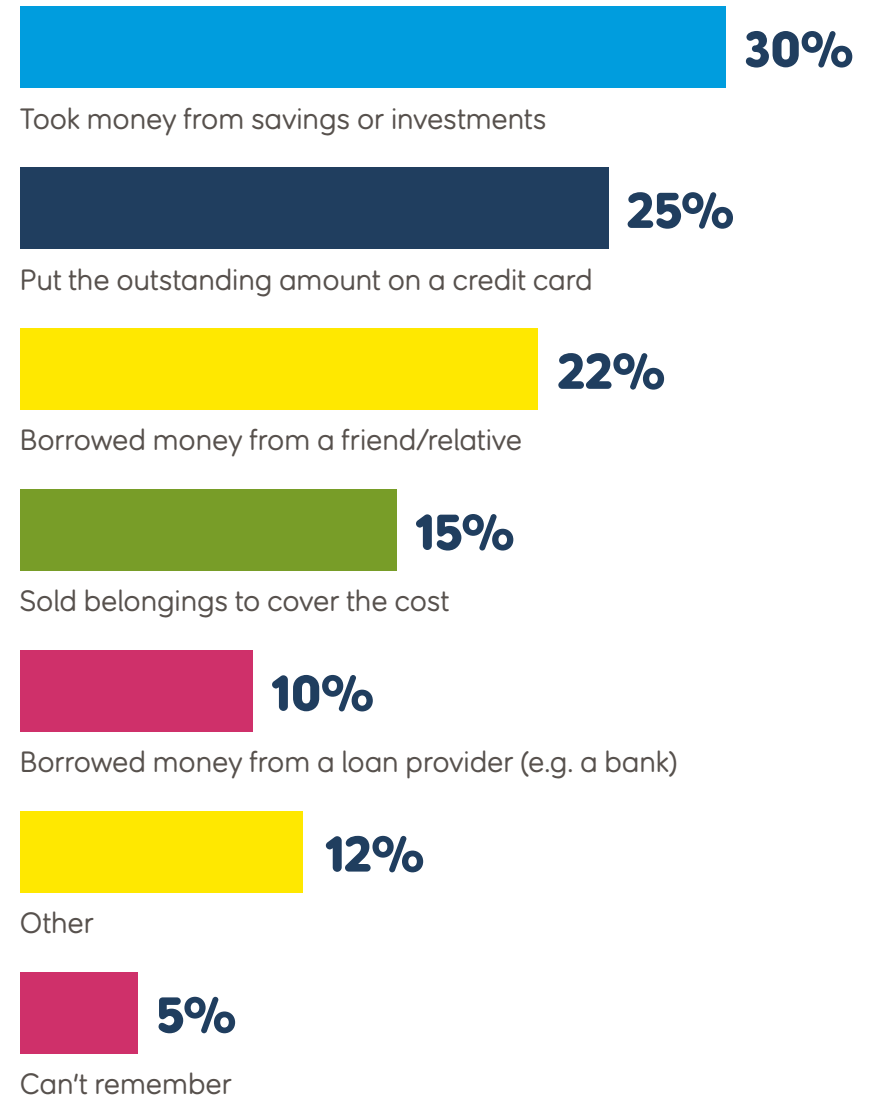 30%
Took money from savings or investments
25%
Put the outstanding amount on a credit card
22%
Borrowed money from a friend/relative
15%
Sold belongings to cover the cost
10%
Borrowed money from a loan provider (e.g. a bank)
12%
Other
5%
Can't remember